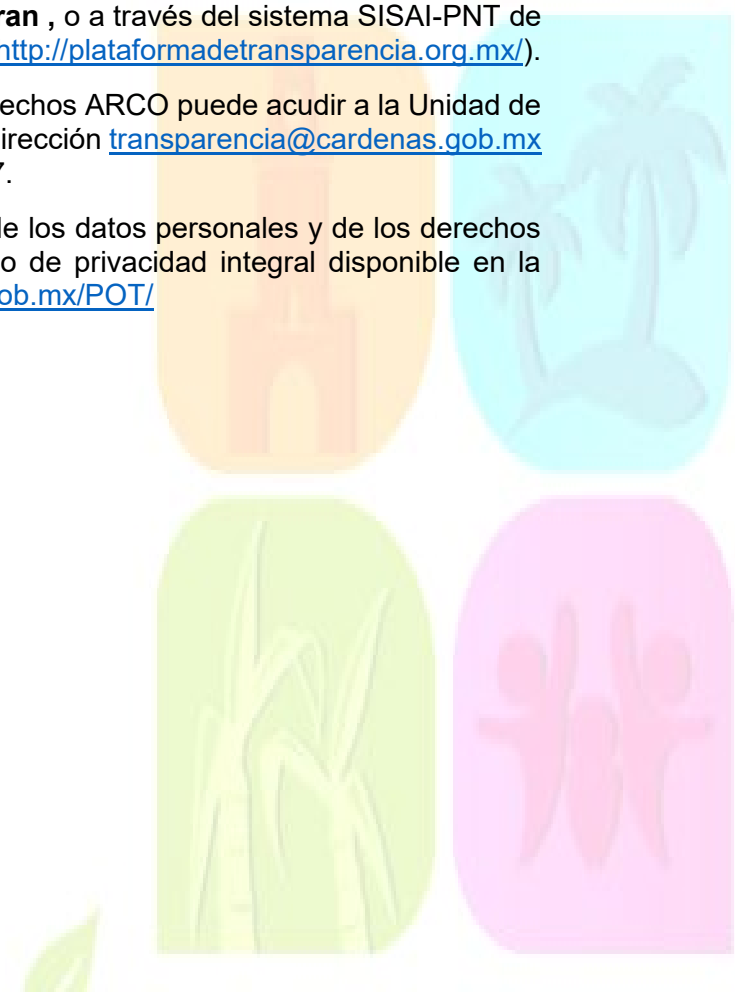 ran , o a través del sistema SISAI-PNT de
http://plataformadetransparencia.org.mx/).
echos ARCO puede acudir a la Unidad de
irección transparencia@cardenas.gob.mx
7.
de los datos personales y de los derechos
o de privacidad integral disponible en la
ob.mx/POT/